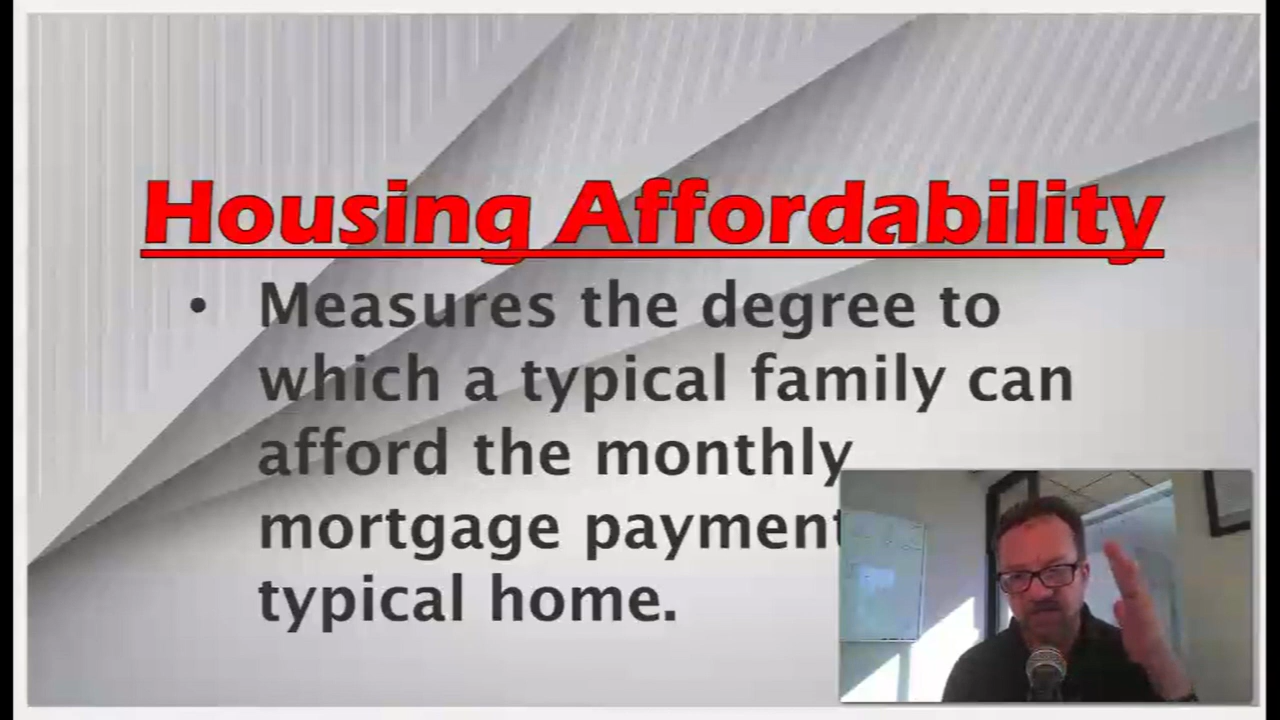 Housing Affordability
• Measures the degree to
which a typical family can
afford the monthly
mortgage payment
typical home.